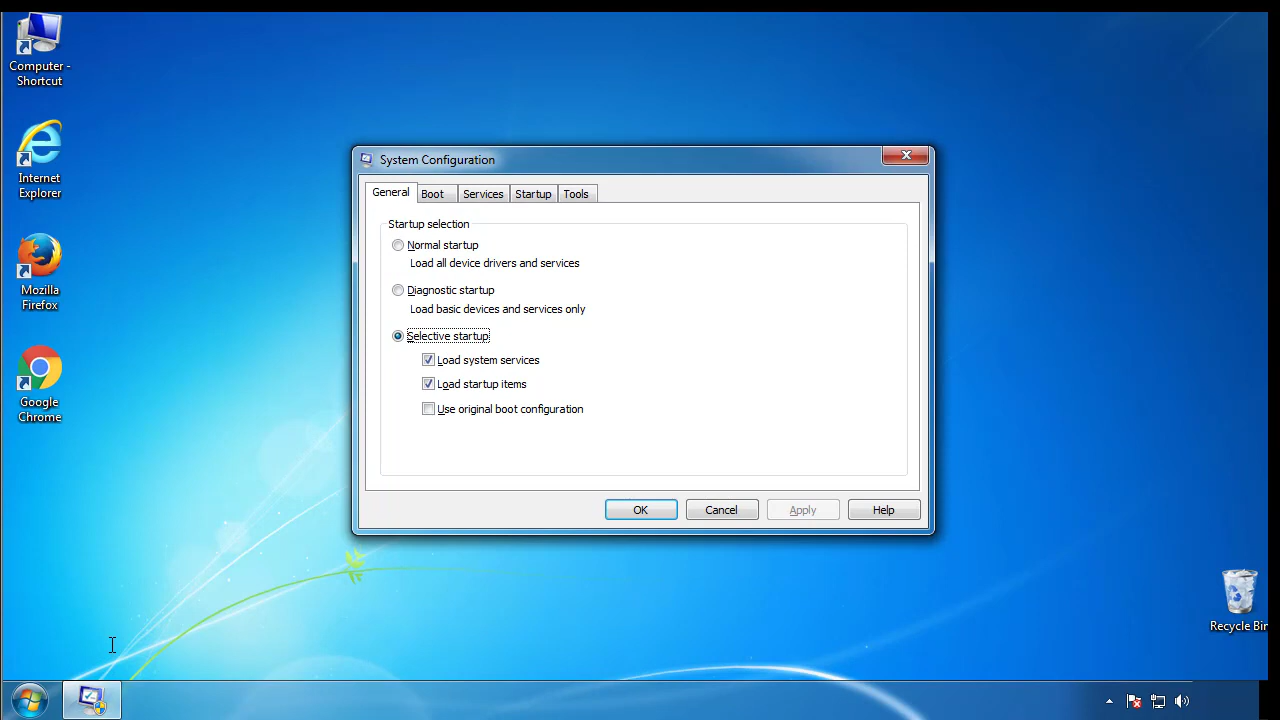 Computer -
Shortcut
Internet
Explorer
Mozilla
Firefox
Google
Chrome
System Configuration
General
Boot
Services
Startup
Tools
Startup selection
Normal startup
Load all device drivers and services
Diagnostic startup
Load basic devices and services only
Selective startup
Load system services
Load startup items
Use original boot configuration
OK
Cancel
Apply
Help
Recycle Bin